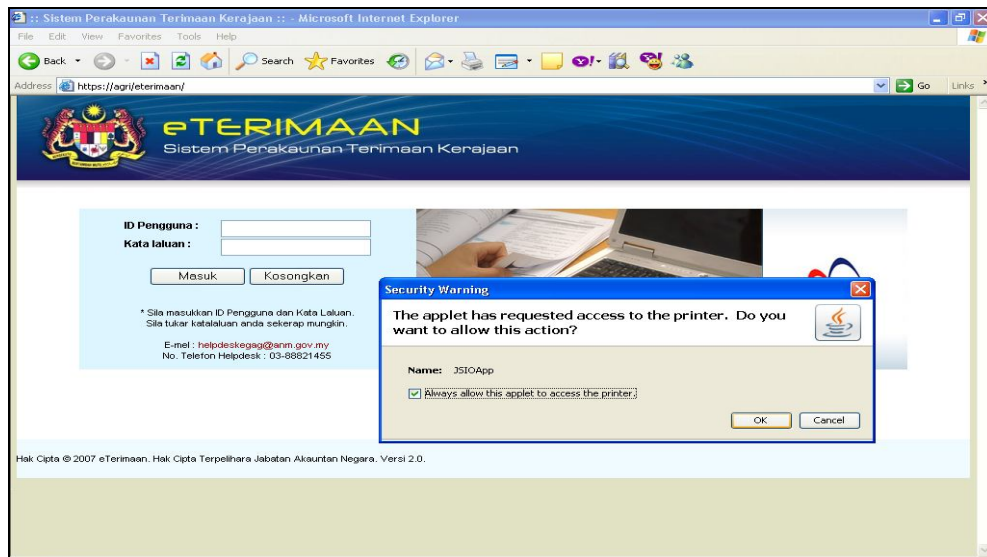 :: Sistem Perakaunan Terimaan Kerajaan :: - Microsoft Internet Explorer
File Edit View Favorites Tools Help
Back Search Favorites
Address https://agri/eterimaan/ Go Links
eTERIMAAN
Sistem Perakaunan Terimaan Kerajaan
ID Pengguna :
Kata laluan :
Masuk Kosongkan
* Sila masukkan ID Pengguna dan Kata Laluan.
Sila tukar katalaluan anda sekerap mungkin.
E-mel : helpdeskegag@anm.gov.my
No. Telefon Helpdesk : 03-88821455
Security Warning
The applet has requested access to the printer. Do you
want to allow this action?
Name: JSIOApp
Always allow this applet to access the printer.
OK Cancel
Hak Cipta © 2007 eTerimaan. Hak Cipta Terpelihara Jabatan Akauntan Negara. Versi 2.0.